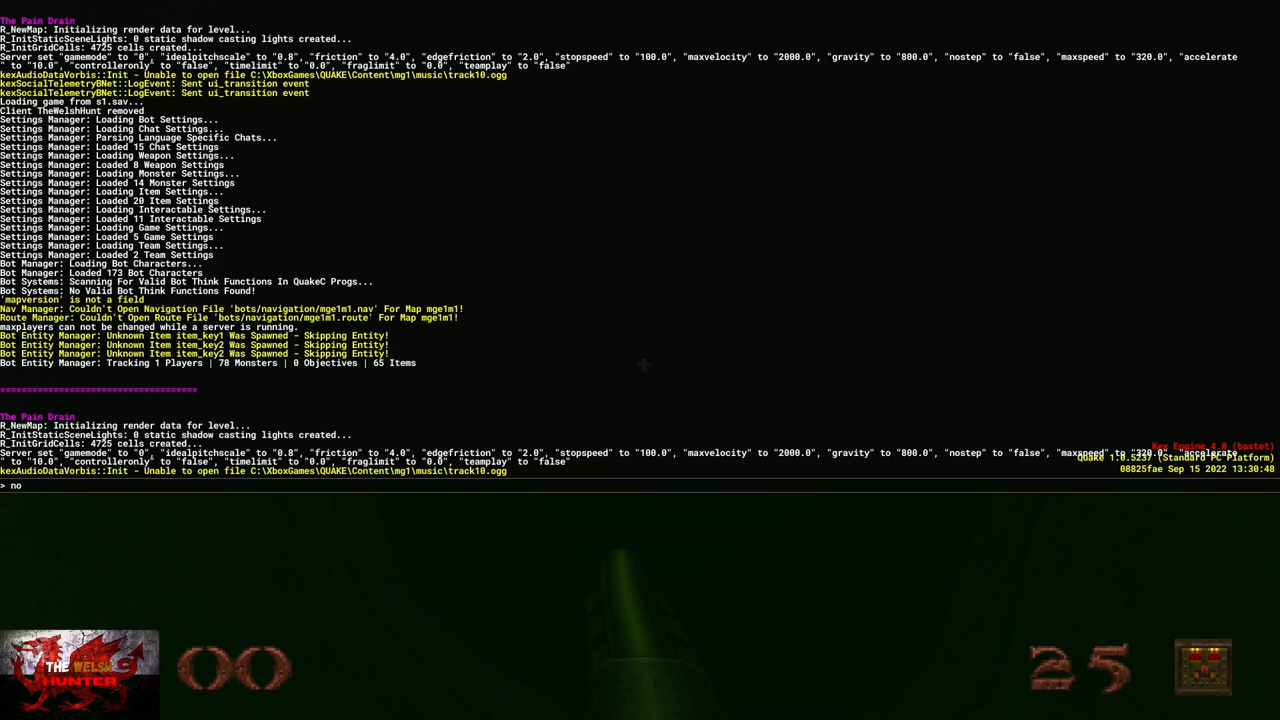 The Pain Drain
R_NewMap: Initializing render data for level...
R_InitStaticSceneLights: 0 static shadow casting lights created...
R_InitGridCells: 4725 cells created...
Server set "gamemode" to "0", "idealpitchscale" to "0.8", "friction" to "4.0", "edgefriction" to "2.0", "stopspeed" to "100.0", "maxvelocity" to "2000.0", "gravity" to "800.0", "nostep" to "false", "maxspeed" to "320.0", "accelerate
" to "10.0", "controlleronly" to "false", "timelimit" to "0.0", "fraglimit" to "0.0", "teamplay" to "false"
kexAudioDataVorbis::Init - Unable to open file C:\XboxGames\QUAKE\Content\mg1\music\track10.ogg
kexSocialTelemetryBNet::LogEvent: Sent ui_transition event
kexSocialTelemetryBNet::LogEvent: Sent ui_transition event
Loading game from s1.sav...
Client TheWelshHunt removed
Settings Manager: Loading Bot Settings...
Settings Manager: Loading Chat Settings...
Settings Manager: Parsing Language Specific Chats...
Settings Manager: Loaded 15 Chat Settings
Settings Manager: Loading Weapon Settings...
Settings Manager: Loaded 8 Weapon Settings
Settings Manager: Loading Monster Settings...
Settings Manager: Loaded 14 Monster Settings
Settings Manager: Loading Item Settings...
Settings Manager: Loaded 20 Item Settings
Settings Manager: Loading Interactable Settings...
Settings Manager: Loaded 11 Interactable Settings
Settings Manager: Loading Game Settings...
Settings Manager: Loaded 5 Game Settings
Settings Manager: Loading Team Settings...
Settings Manager: Loaded 2 Team Settings
Bot Manager: Loading Bot Characters...
Bot Manager: Loaded 173 Bot Characters
Bot Systems: Scanning For Valid Bot Think Functions In QuakeC Progs...
Bot Systems: No Valid Bot Think Functions Found!
'mapversion' is not a field
Nav Manager: Couldn't Open Navigation File 'bots/navigation/mge1m1.nav' For Map mge1m1!
Route Manager: Couldn't Open Route File 'bots/navigation/mge1m1.route' For Map mge1m1!
maxplayers can not be changed while a server is running.
Bot Entity Manager: Unknown Item item_key1 Was Spawned - Skipping Entity!
Bot Entity Manager: Unknown Item item_key2 Was Spawned - Skipping Entity!
Bot Entity Manager: Unknown Item item_key2 Was Spawned - Skipping Entity!
Bot Entity Manager: Tracking 1 Players | 78 Monsters | 0 Objectives | 65 Items
=====================================
The Pain Drain
R_NewMap: Initializing render data for level...
R_InitStaticSceneLights: 0 static shadow casting lights created...
R_InitGridCells: 4725 cells created...
Kex Engine 4.0 (bastet)
Server set "gamemode" to "0", "idealpitchscale" to "0.8", "friction" to "4.0", "edgefriction" to "2.0", "stopspeed" to "100.0", "maxvelocity" to "2000.0", "gravity" to "800.0", "nostep" to "false", "maxspeed" to "320.0", "accelerate
" to "10.0", "controlleronly" to "false", "timelimit" to "0.0", "fraglimit" to "0.0", "teamplay" to "false"
Quake 1.0.5237 (Standard PC Platform)
kexAudioDataVorbis::Init - Unable to open file C:\XboxGames\QUAKE\Content\mg1\music\track10.ogg
08825fae Sep 15 2022 13:30:48
> no
THE WELSH
HUNTER
00
25